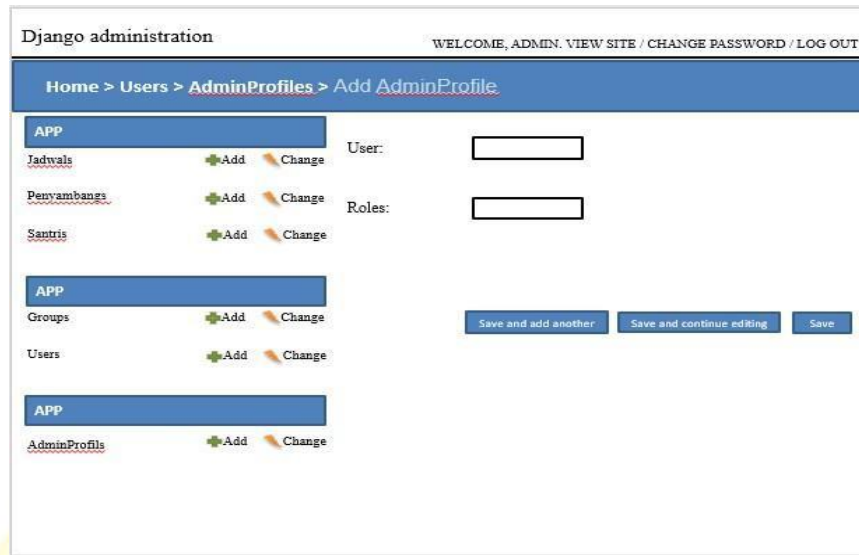 Django administration
WELCOME, ADMIN. VIEW SITE / CHANGE PASSWORD / LOG OUT
Home > Users > AdminProfiles > Add AdminProfile
APP
Jadwals Add Change
Penyambangs Add Change
Santris Add Change
APP
Groups Add Change
Users Add Change
APP
AdminProfils Add Change
User:
Roles:
Save and add another Save and continue editing Save